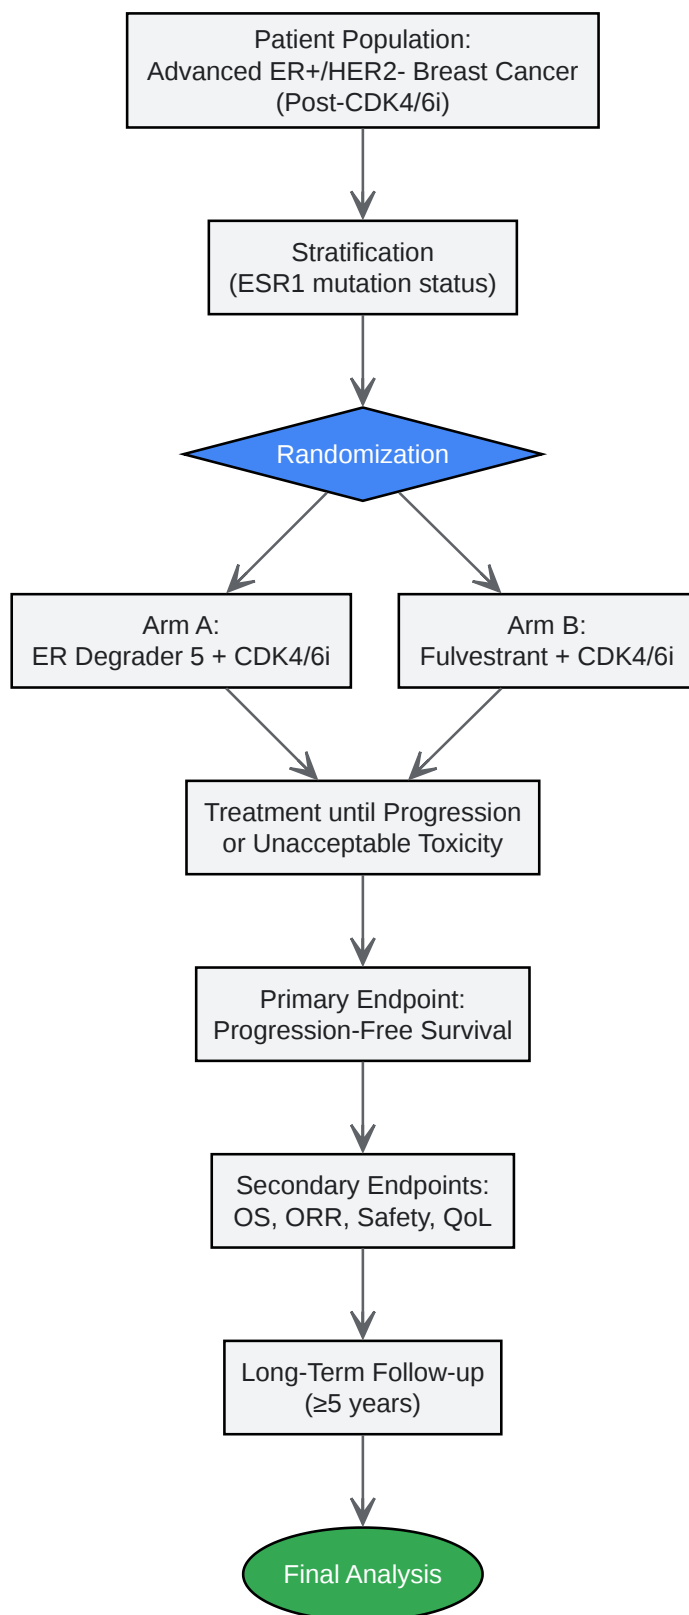 Patient Population:
Advanced ER+/HER2- Breast Cancer
(Post-CDK4/6i)
Stratification
(ESR1 mutation status)
Randomization
Arm A:
ER Degrader 5 + CDK4/6i
Arm B:
Fulvestrant + CDK4/6i
Treatment until Progression
or Unacceptable Toxicity
Primary Endpoint:
Progression-Free Survival
Secondary Endpoints:
OS, ORR, Safety, QoL
Long-Term Follow-up
(≥5 years)
Final Analysis